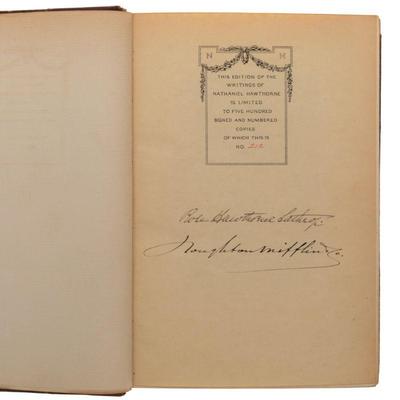 N H
THIS EDITION OF THE
WRITINGS OF
NATHANIEL HAWTHORNE
IS LIMITED
TO FIVE HUNDRED
SIGNED AND NUMBERED
COPIES
OF WHICH THIS IS
NO. 212
Rose Hawthorne Lathrop.
Houghton Mifflin & Co.